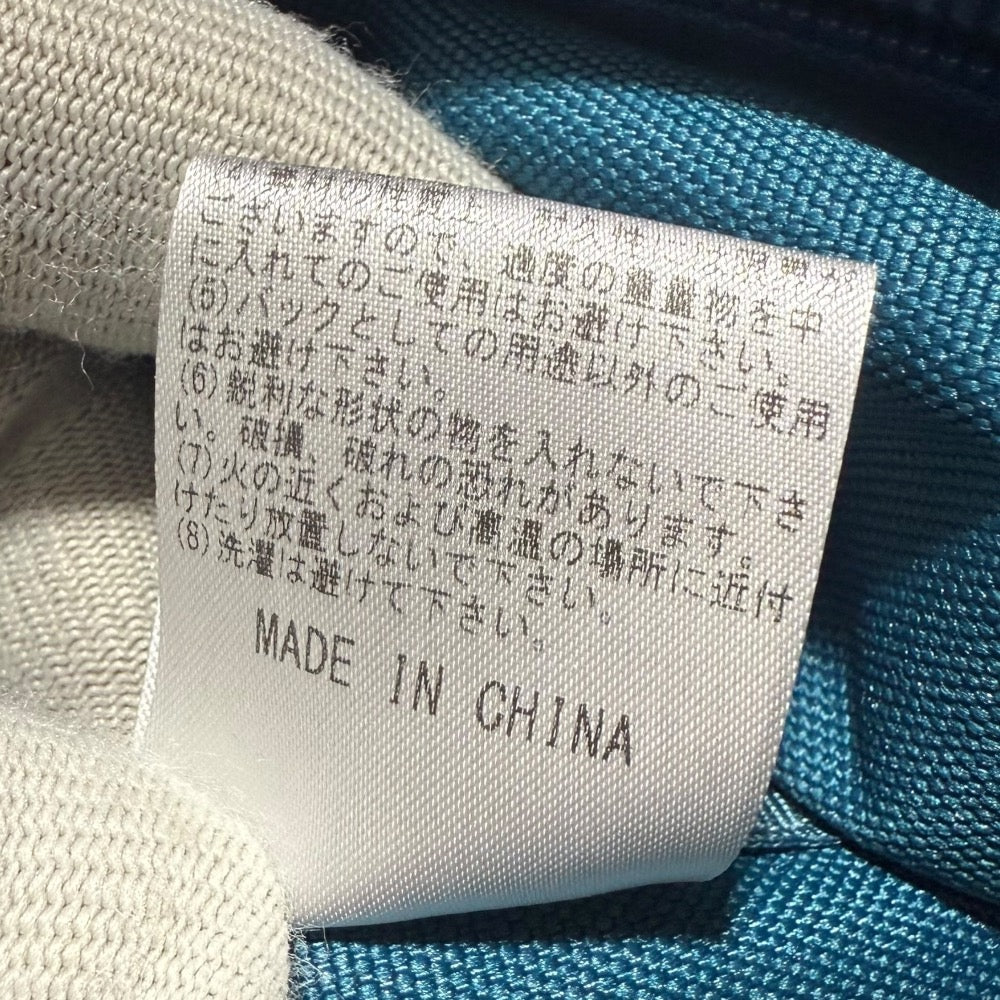 ございますので、過度の重量物を中
に入れてのご使用はお避け下さい。
(5)バックとしての用途以外のご使用
はお避け下さい。
(6)鋭利な形状の物を入れないで下さ
い。破損、破れの恐れがあります。
(7)火の近くおよび高温の場所に近付
けたり放置しないで下さい。
(8)洗濯は避けて下さい。
MADE IN CHINA